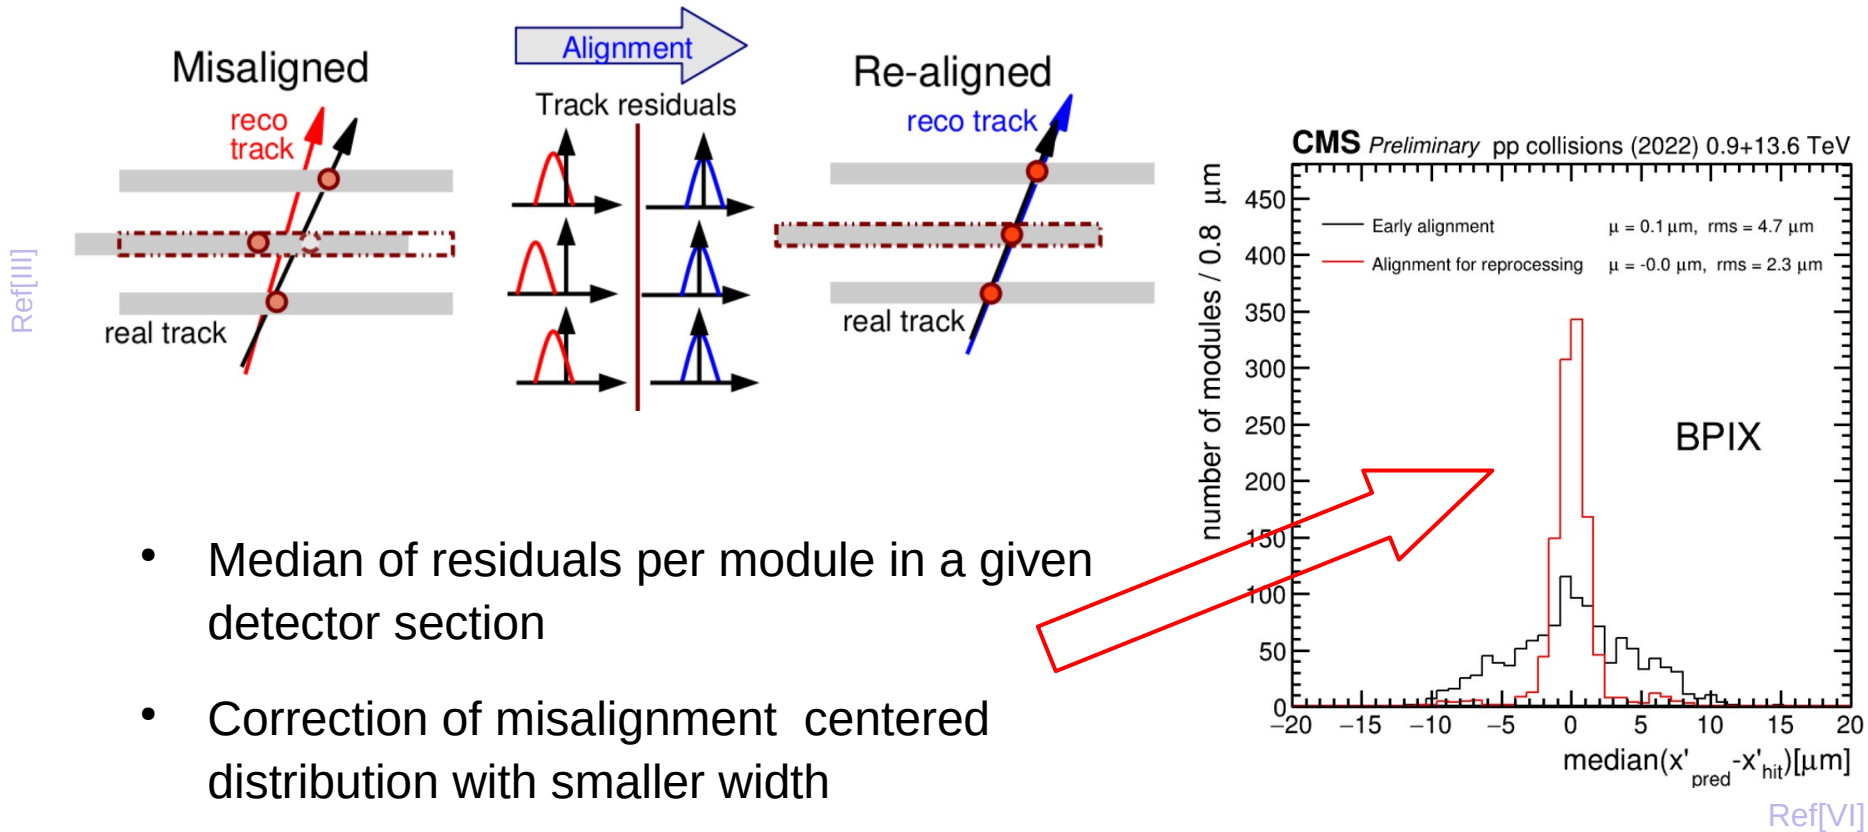 Misaligned
Alignment
Re-aligned
reco
track
Track residuals
reco track
real track
real track
Ref[III]
CMS Preliminary pp collisions (2022) 0.9+13.6 TeV
number of modules / 0.8 μm
450
400
350
300
250
200
150
100
50
0
Early alignment μ = 0.1 μm, rms = 4.7 μm
Alignment for reprocessing μ = -0.0 μm, rms = 2.3 μm
BPIX
−20 −15 −10 −5 0 5 10 15 20
median(x'pred-x'hit)[μm]
• Median of residuals per module in a given
detector section
• Correction of misalignment centered
distribution with smaller width
Ref[VI]